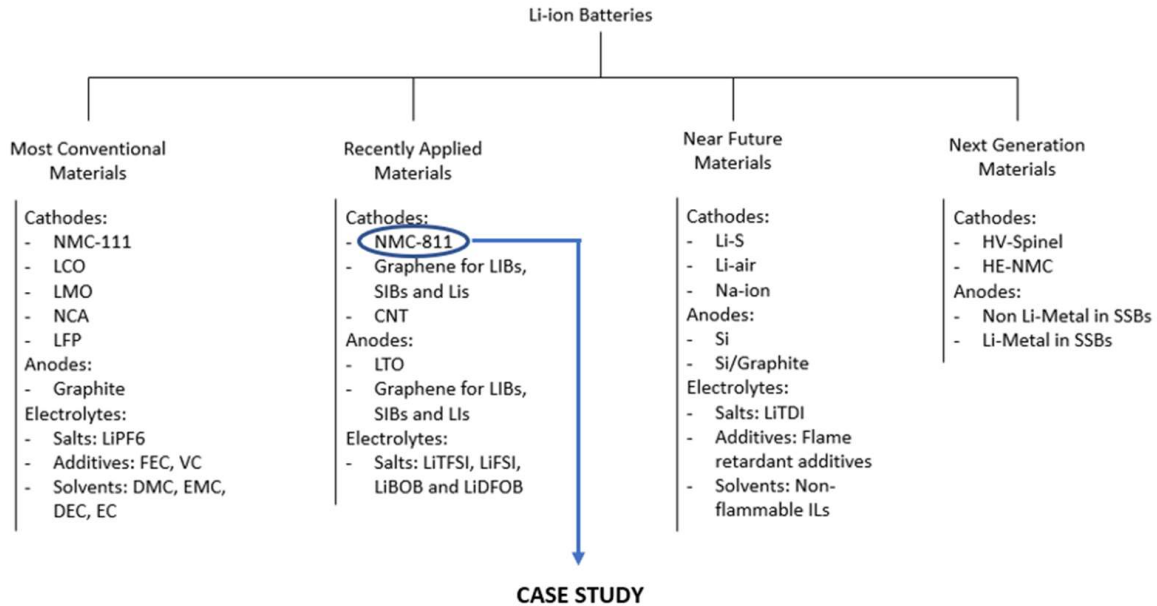 Li-ion Batteries
Most Conventional
Materials
Cathodes:
- NMC-111
- LCO
- LMO
- NCA
- LFP
Anodes:
- Graphite
Electrolytes:
- Salts: LiPF6
- Additives: FEC, VC
- Solvents: DMC, EMC,
DEC, EC
Recently Applied
Materials
Cathodes:
- NMC-811
- Graphene for LIBs,
SIBs and Lis
- CNT
Anodes:
- LTO
- Graphene for LIBs,
SIBs and LIs
Electrolytes:
- Salts: LiTFSI, LiFSI,
LiBOB and LiDFOB
Near Future
Materials
Cathodes:
- Li-S
- Li-air
- Na-ion
Anodes:
- Si
- Si/Graphite
Electrolytes:
- Salts: LiTDI
- Additives: Flame
retardant additives
- Solvents: Non-
flammable ILs
Next Generation
Materials
Cathodes:
- HV-Spinel
- HE-NMC
Anodes:
- Non Li-Metal in SSBs
- Li-Metal in SSBs
CASE STUDY